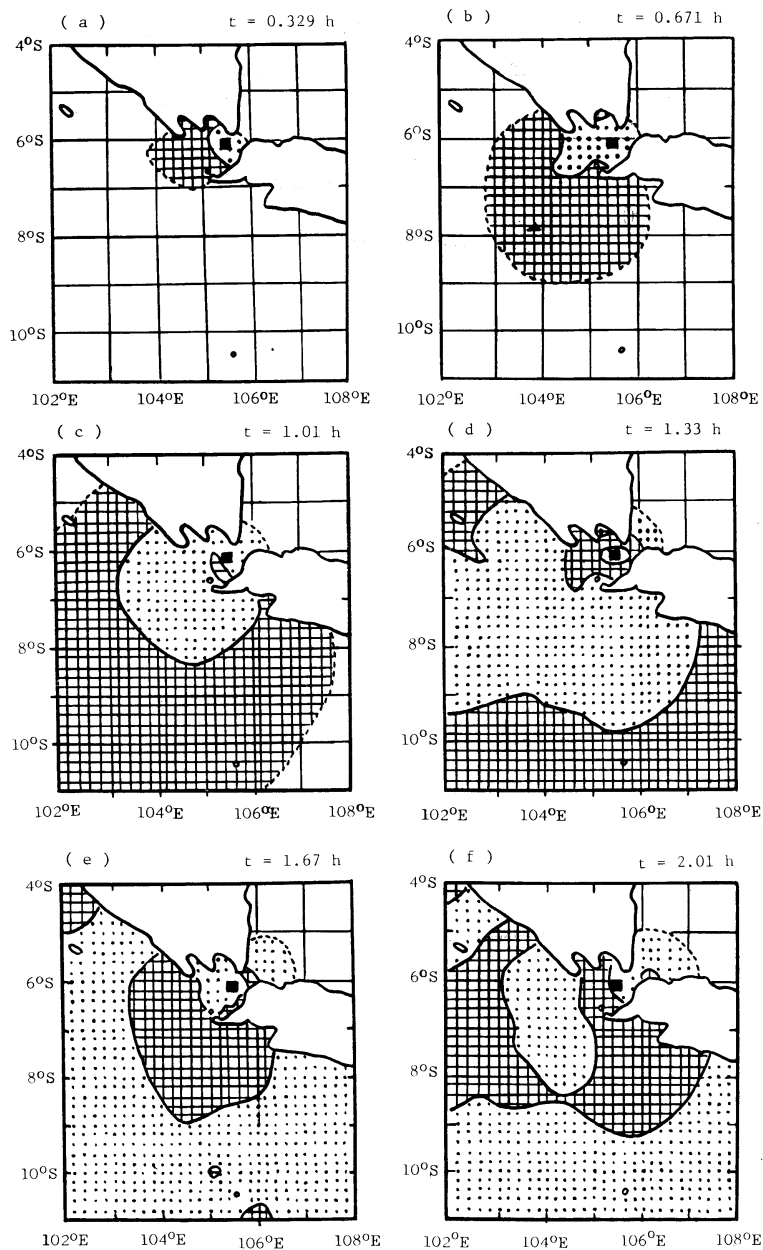 ( a ) t = 0.329 h
4°S
6°S
8°S
10°S
102°E 104°E 106°E 108°E
( b ) t = 0.671 h
4°S
6°S
8°S
10°S
102°E 104°E 106°E 108°E
( c ) t = 1.01 h
4°S
6°S
8°S
10°S
102°E 104°E 106°E 108°E
( d ) t = 1.33 h
4°S
6°S
8°S
10°S
102°E 104°E 106°E 108°E
( e ) t = 1.67 h
4°S
6°S
8°S
10°S
102°E 104°E 106°E 108°E
( f ) t = 2.01 h
4°S
6°S
8°S
10°S
102°E 104°E 106°E 108°E